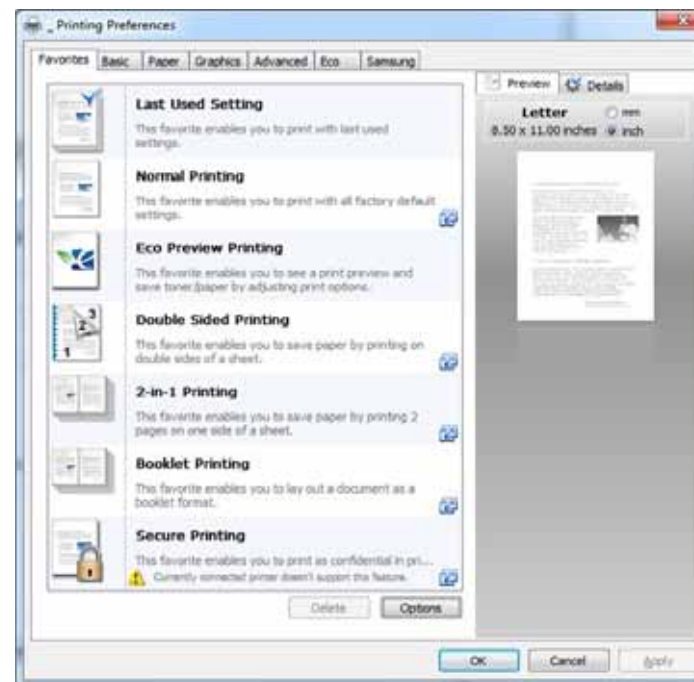 _ Printing Preferences
Favorites Basic Paper Graphics Advanced Eco Samsung
Last Used Setting
This favorite enables you to print with last used
settings.
Normal Printing
This favorite enables you to print with all factory default
settings.
Eco Preview Printing
This favorite enables you to see a print preview and
save toner/paper by adjusting print options.
3
2
1
Double Sided Printing
This favorite enables you to save paper by printing on
double sides of a sheet.
2-in-1 Printing
This favorite enables you to save paper by printing 2
pages on one side of a sheet.
Booklet Printing
This favorite enables you to lay out a document as a
booklet format.
Secure Printing
This favorite enables you to print as confidential in pri...
Currently connected printer doesn't support this feature.
Delete Options
Preview Details
Letter mm
8.50 x 11.00 inches inch
OK Cancel Apply